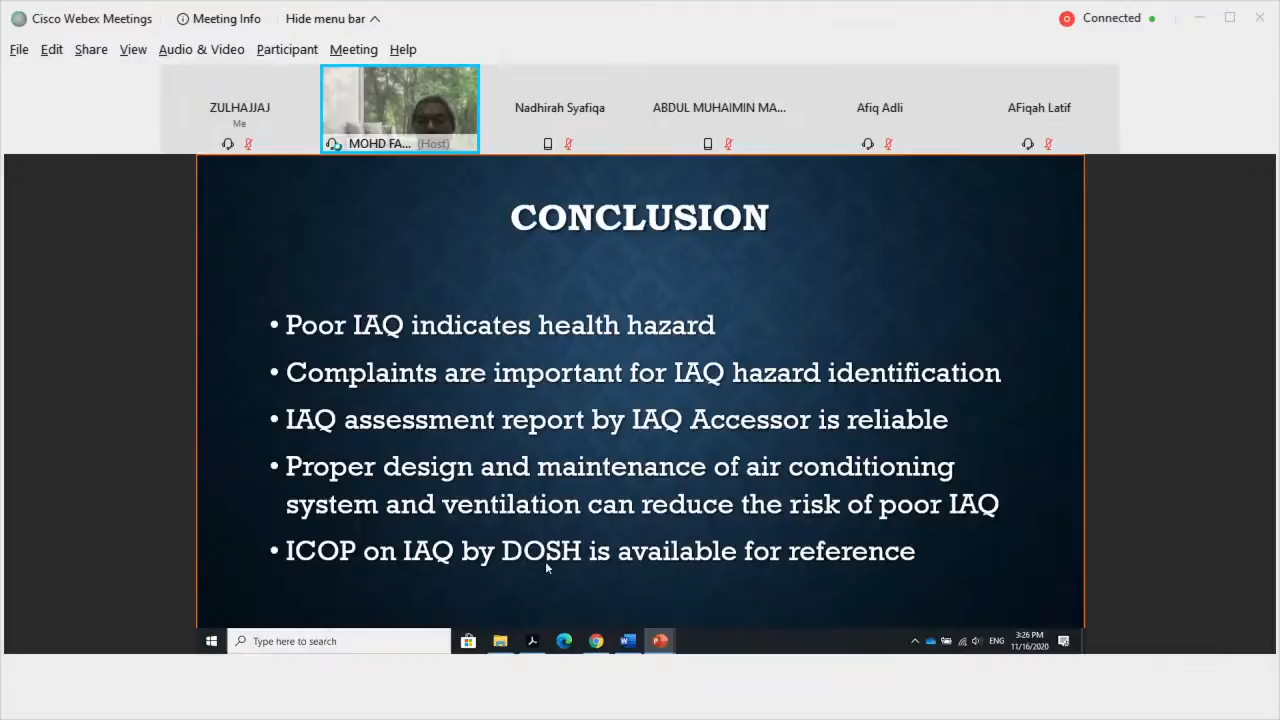 Cisco Webex Meetings
Meeting Info
Hide menu bar
Connected
File Edit Share View Audio & Video Participant Meeting Help
ZULHAJJAJ
Me
MOHD FA... (Host)
Nadhirah Syafiqa
ABDUL MUHAIMIN MA...
Afiq Adli
AFiqah Latif
CONCLUSION
• Poor IAQ indicates health hazard
• Complaints are important for IAQ hazard identification
• IAQ assessment report by IAQ Accessor is reliable
• Proper design and maintenance of air conditioning
system and ventilation can reduce the risk of poor IAQ
• ICOP on IAQ by DOSH is available for reference
Type here to search
ENG
3:26 PM
11/16/2020